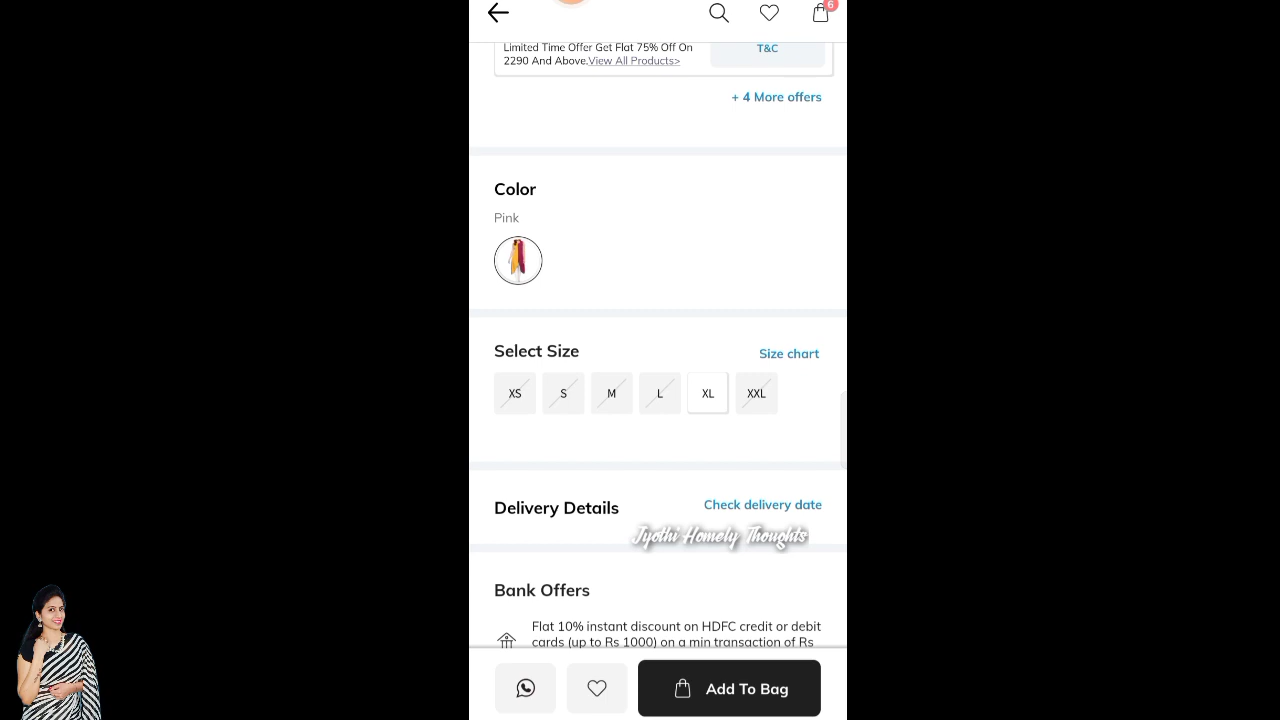 6
Limited Time Offer Get Flat 75% Off On
2290 And Above.View All Products>
T&C
+ 4 More offers
Color
Pink
Select Size
Size chart
XS S M L XL XXL
Delivery Details
Check delivery date
Jyothi Homely Thoughts
Bank Offers
Flat 10% instant discount on HDFC credit or debit
cards (up to Rs 1000) on a min transaction of Rs
Add To Bag